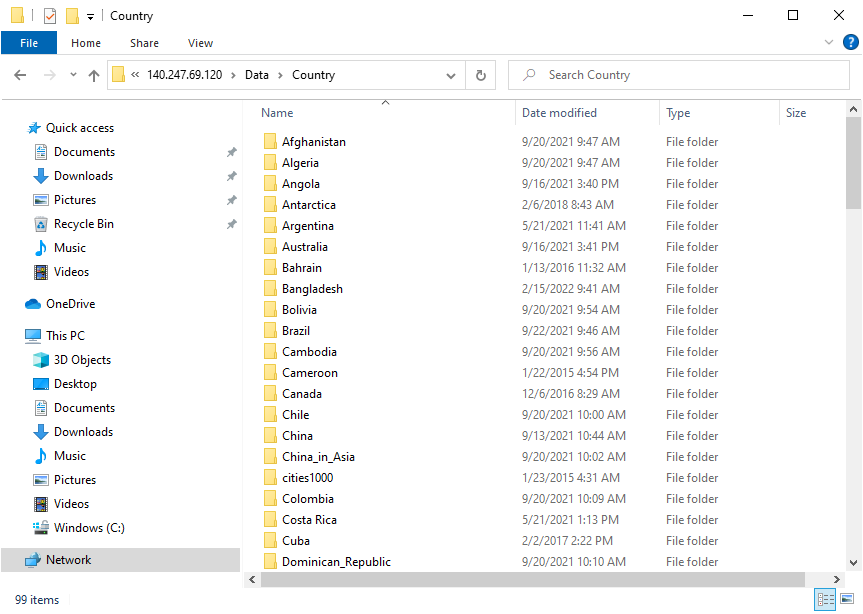 Country
File Home Share View
« 140.247.69.120 > Data > Country
Search Country
Name Date modified Type Size
Quick access
Documents
Downloads
Pictures
Recycle Bin
Music
Videos
OneDrive
This PC
3D Objects
Desktop
Documents
Downloads
Music
Pictures
Videos
Windows (C:)
Network
Afghanistan 9/20/2021 9:47 AM File folder
Algeria 9/20/2021 9:47 AM File folder
Angola 9/16/2021 3:40 PM File folder
Antarctica 2/6/2018 8:43 AM File folder
Argentina 5/21/2021 11:41 AM File folder
Australia 9/16/2021 3:41 PM File folder
Bahrain 1/13/2016 11:32 AM File folder
Bangladesh 2/15/2022 9:41 AM File folder
Bolivia 9/20/2021 9:54 AM File folder
Brazil 9/22/2021 9:46 AM File folder
Cambodia 9/20/2021 9:56 AM File folder
Cameroon 1/22/2015 4:54 PM File folder
Canada 12/6/2016 8:29 AM File folder
Chile 9/20/2021 10:00 AM File folder
China 9/13/2021 10:44 AM File folder
China_in_Asia 9/20/2021 10:02 AM File folder
cities1000 1/23/2015 4:31 AM File folder
Colombia 9/20/2021 10:09 AM File folder
Costa Rica 5/21/2021 1:13 PM File folder
Cuba 2/2/2017 2:22 PM File folder
Dominican_Republic 9/20/2021 10:10 AM File folder
99 items